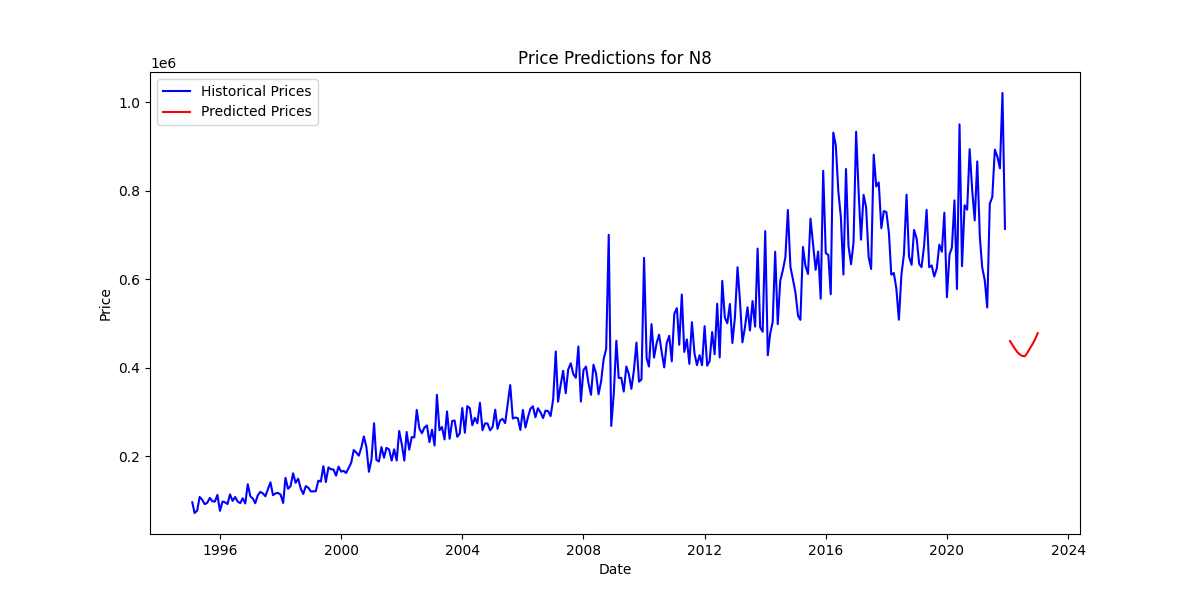 Price Predictions for N8
1e6
Historical Prices
Predicted Prices
1.0
0.8
0.6
0.4
0.2
Price
1996 2000 2004 2008 2012 2016 2020 2024
Date